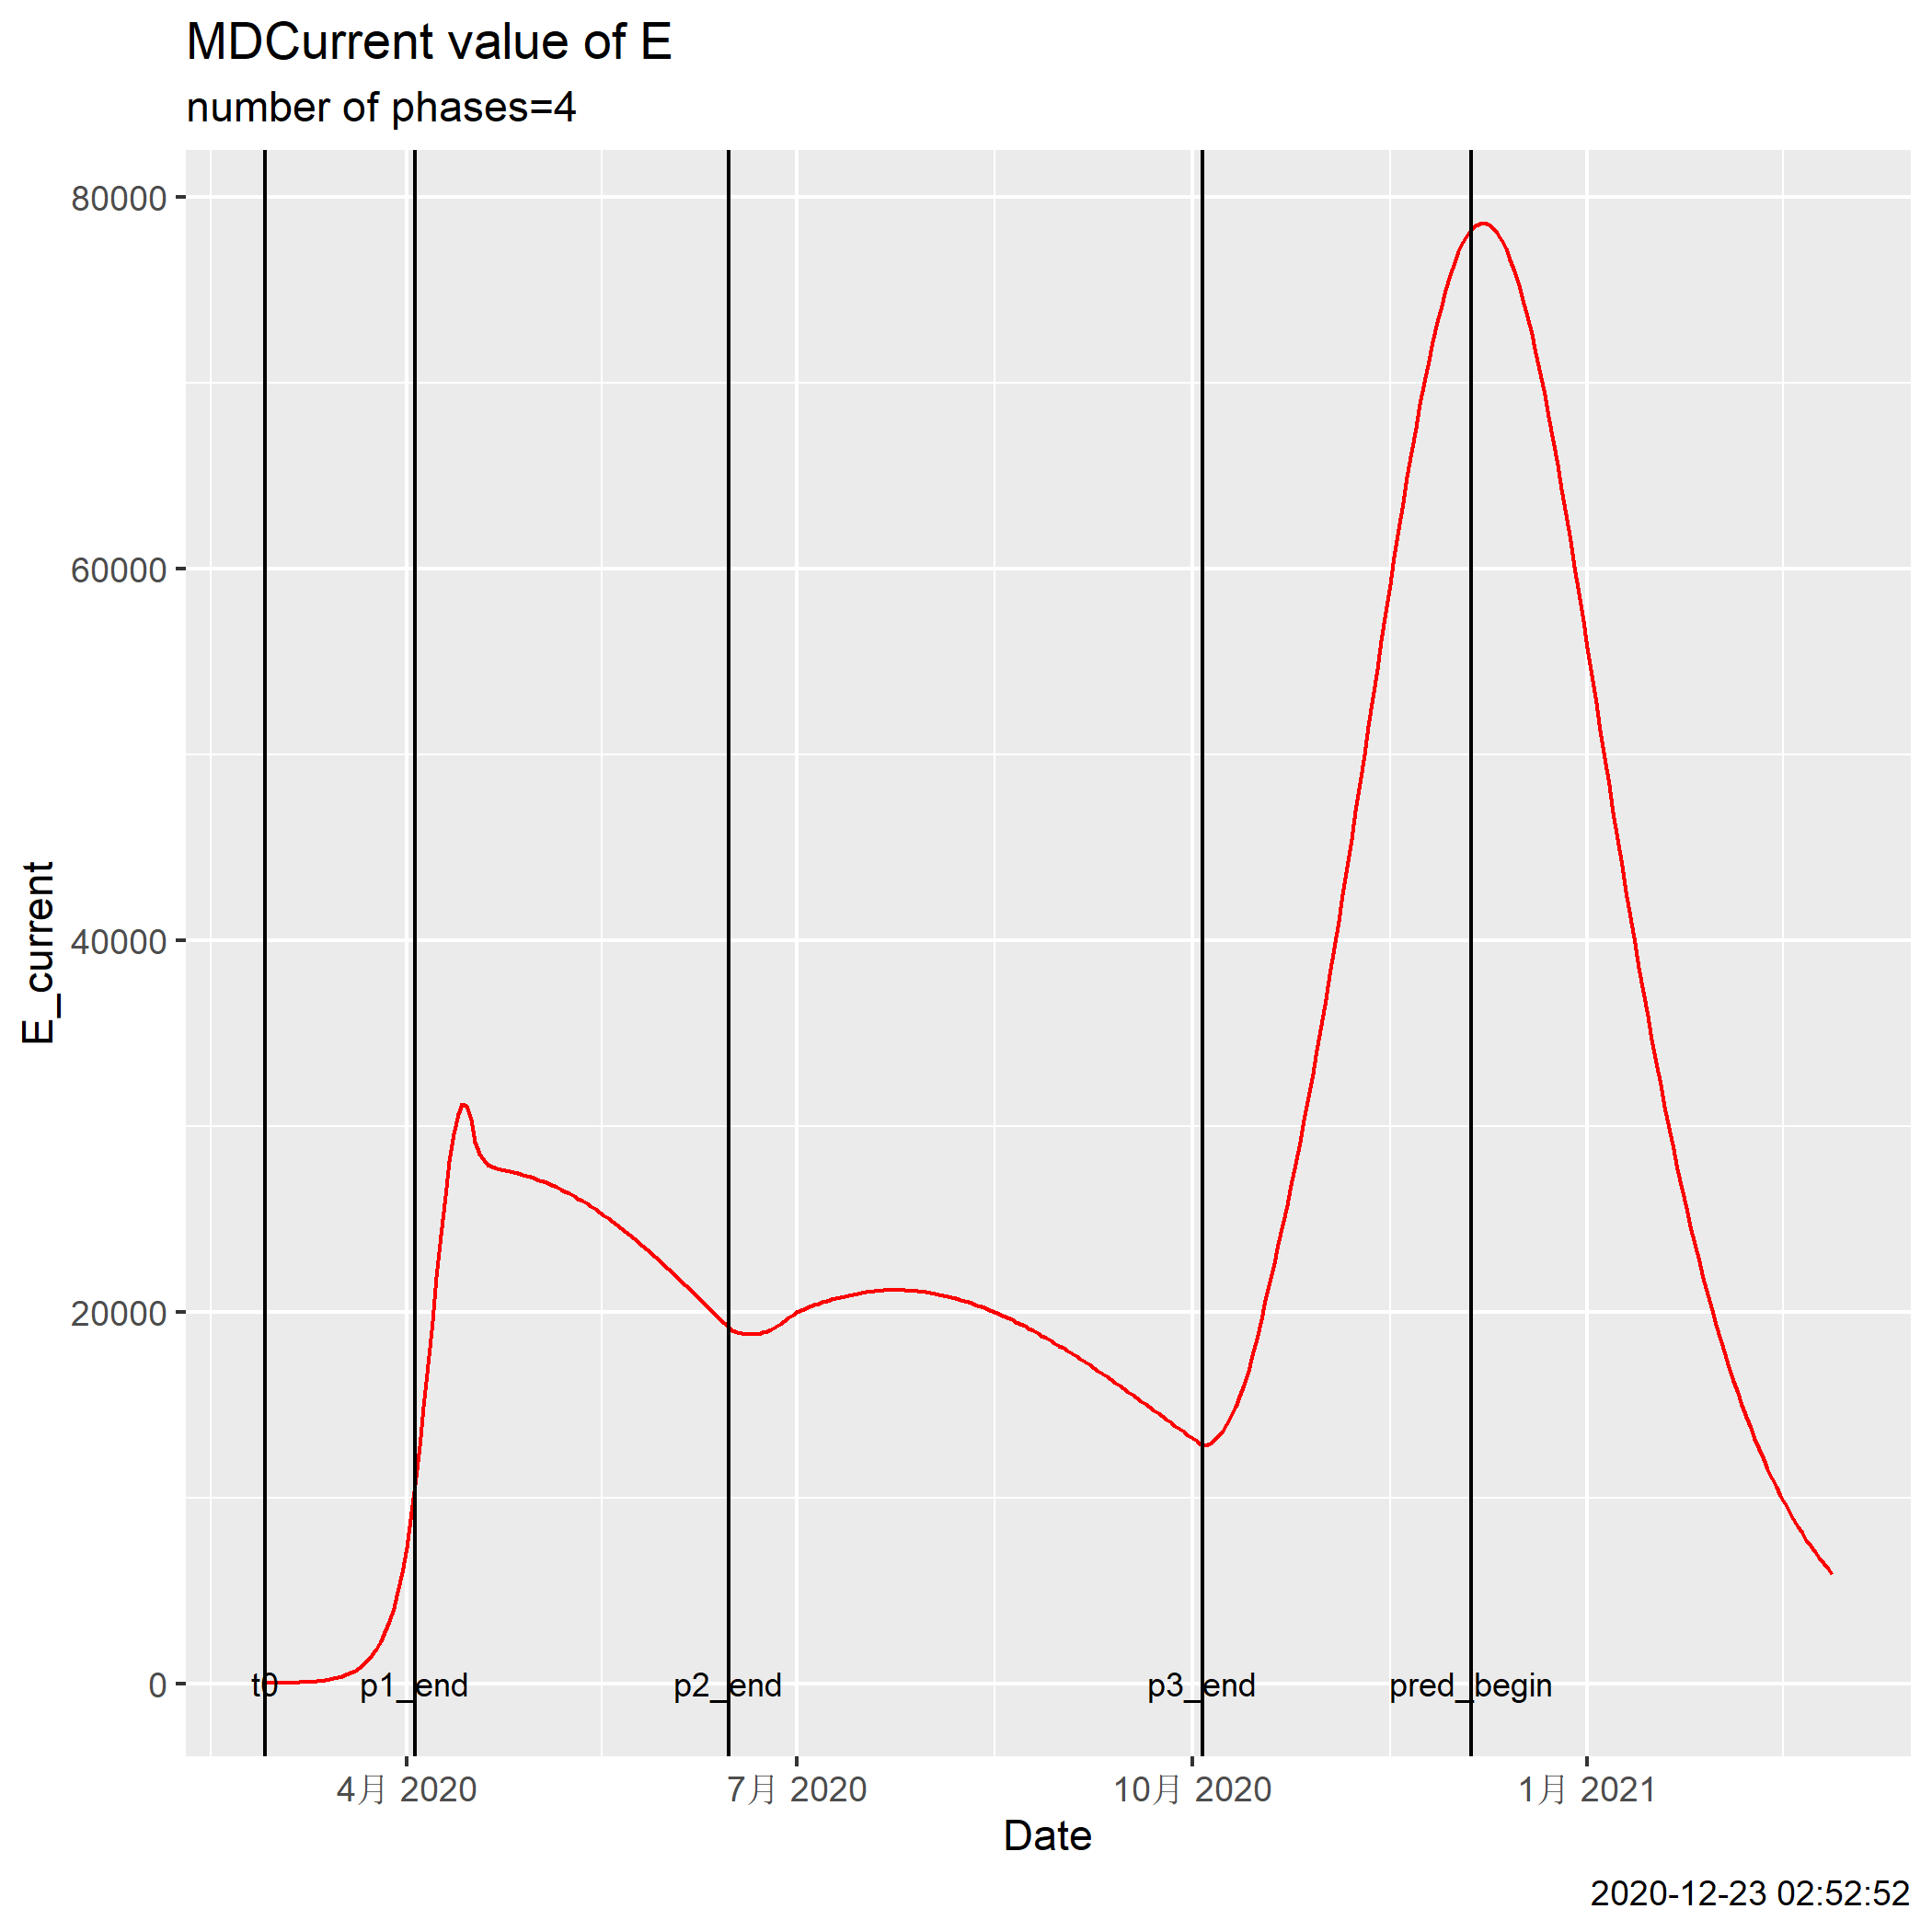 MDCurrent value of E
number of phases=4
E_current
80000
60000
40000
20000
0
t0
p1_end
p2_end
p3_end
pred_begin
4月 2020
7月 2020
10月 2020
1月 2021
Date
2020-12-23 02:52:52